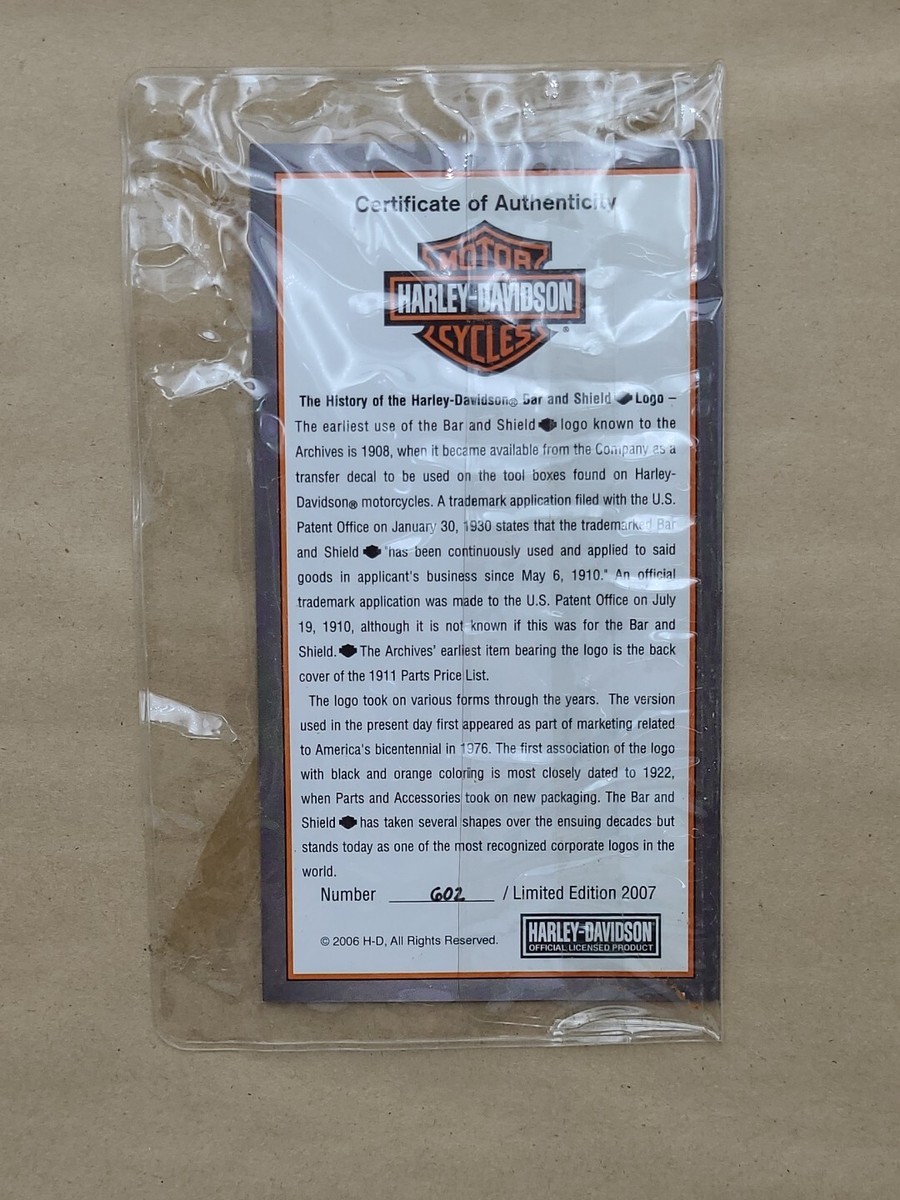 Certificate of Authenticity
MOTOR
HARLEY-DAVIDSON
CYCLES
®
The History of the Harley-Davidson® Bar and Shield Logo –
The earliest use of the Bar and Shield logo known to the
Archives is 1908, when it became available from the Company as a
transfer decal to be used on the tool boxes found on Harley-
Davidson® motorcycles. A trademark application filed with the U.S.
Patent Office on January 30, 1930 states that the trademarked Bar
and Shield "has been continuously used and applied to said
goods in applicant's business since May 6, 1910." An official
trademark application was made to the U.S. Patent Office on July
19, 1910, although it is not known if this was for the Bar and
Shield. The Archives' earliest item bearing the logo is the back
cover of the 1911 Parts Price List.
The logo took on various forms through the years. The version
used in the present day first appeared as part of marketing related
to America's bicentennial in 1976. The first association of the logo
with black and orange coloring is most closely dated to 1922,
when Parts and Accessories took on new packaging. The Bar and
Shield has taken several shapes over the ensuing decades but
stands today as one of the most recognized corporate logos in the
world.
Number 602 / Limited Edition 2007
© 2006 H-D, All Rights Reserved.
HARLEY-DAVIDSON
OFFICIAL LICENSED PRODUCT